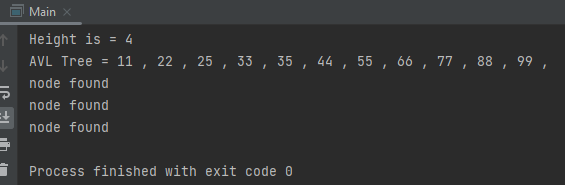 Main
Height is = 4
AVL Tree = 11 , 22 , 25 , 33 , 35 , 44 , 55 , 66 , 77 , 88 , 99 ,
node found
node found
node found
Process finished with exit code 0